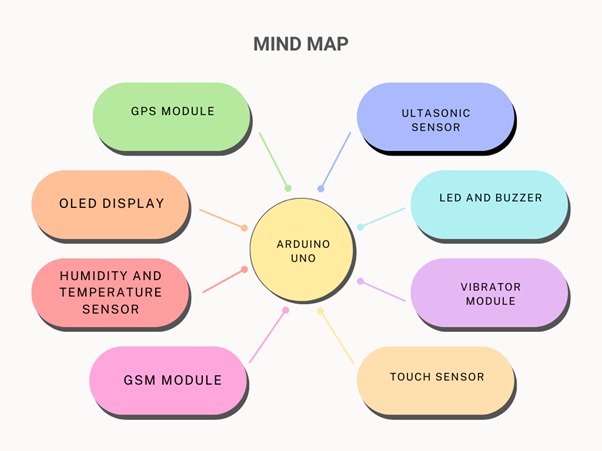 MIND MAP
GPS MODULE
ULTASONIC
SENSOR
OLED DISPLAY
LED AND BUZZER
ARDUINO
UNO
HUMIDITY AND
TEMPERATURE
SENSOR
VIBRATOR
MODULE
GSM MODULE
TOUCH SENSOR